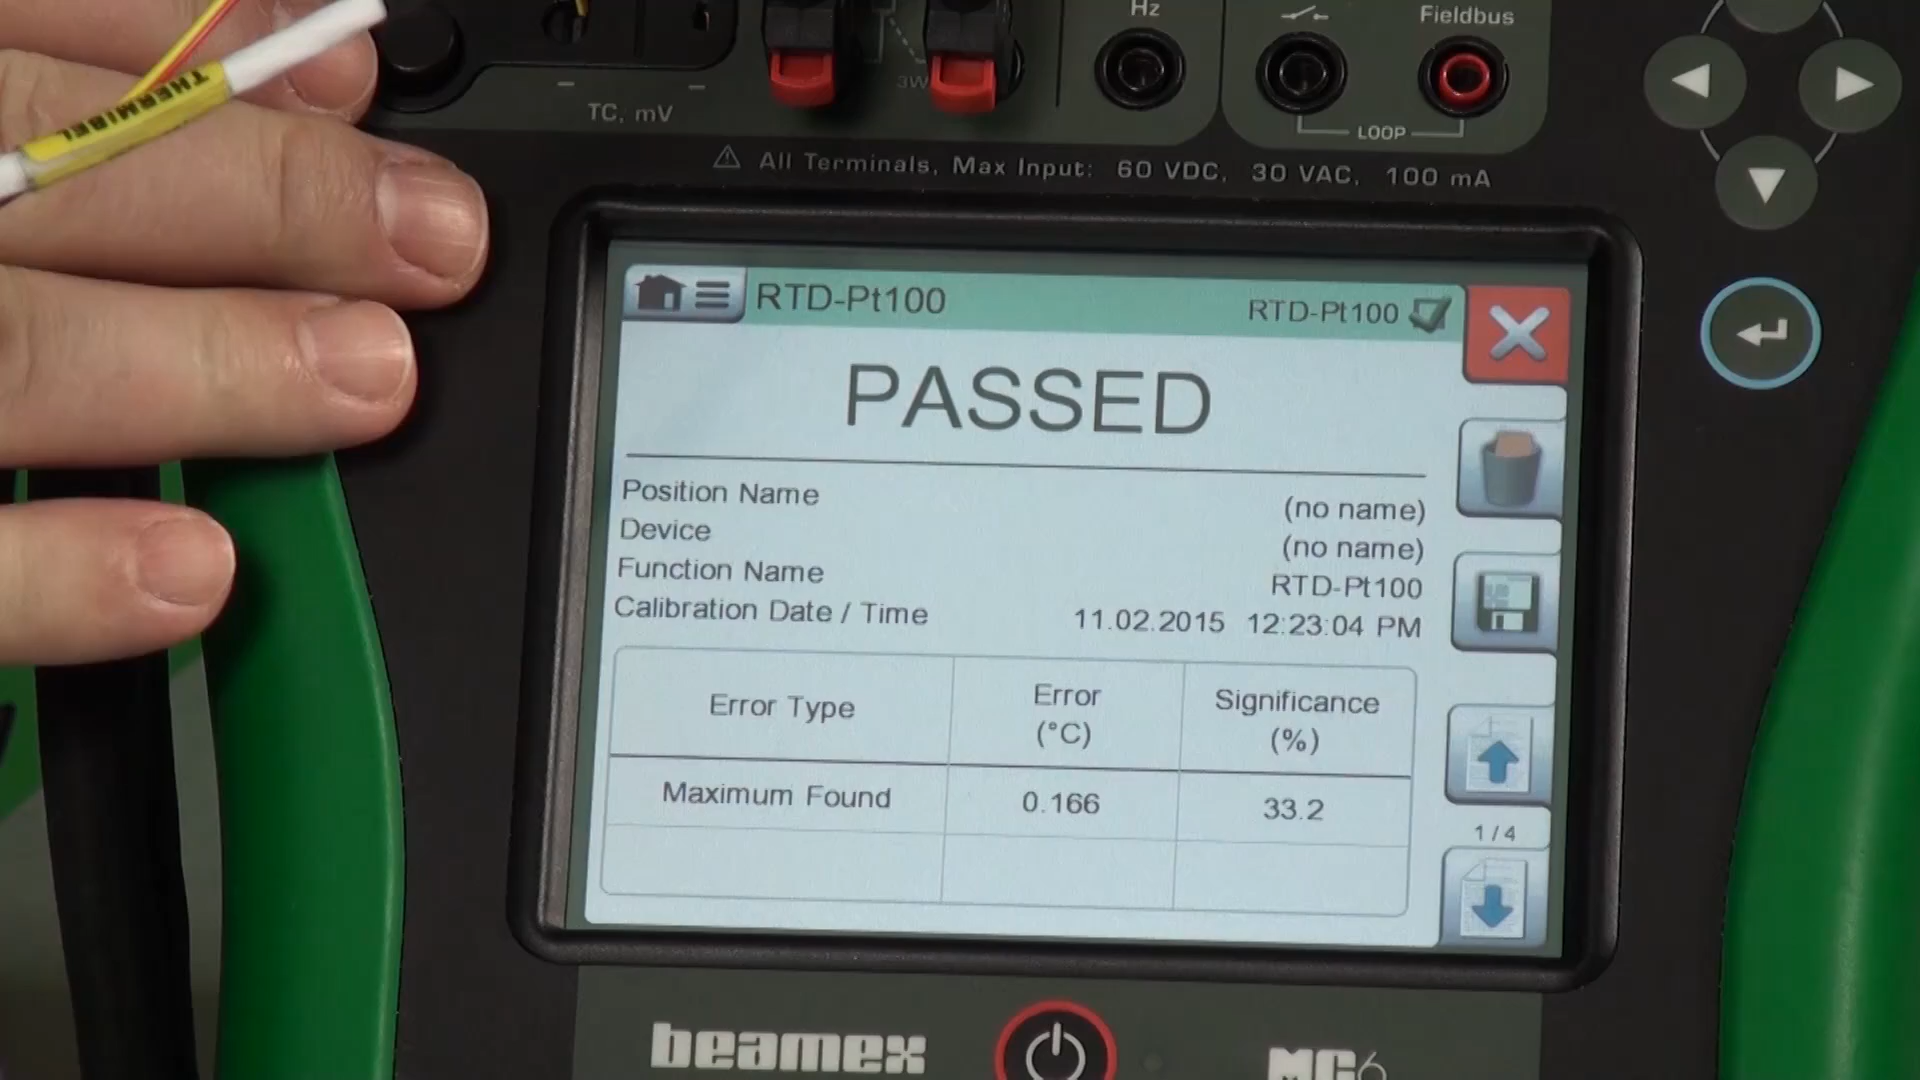 Hz
Fieldbus
THERMIBEL
3W
TC, mV
LOOP
All Terminals, Max Input: 60 VDC, 30 VAC, 100 mA
RTD-Pt100
RTD-Pt100
PASSED
Position Name (no name)
Device (no name)
Function Name RTD-Pt100
Calibration Date / Time 11.02.2015 12:23:04 PM
Error Type Error (°C) Significance (%)
Maximum Found 0.166 33.2
1 / 4
beamex
MC6